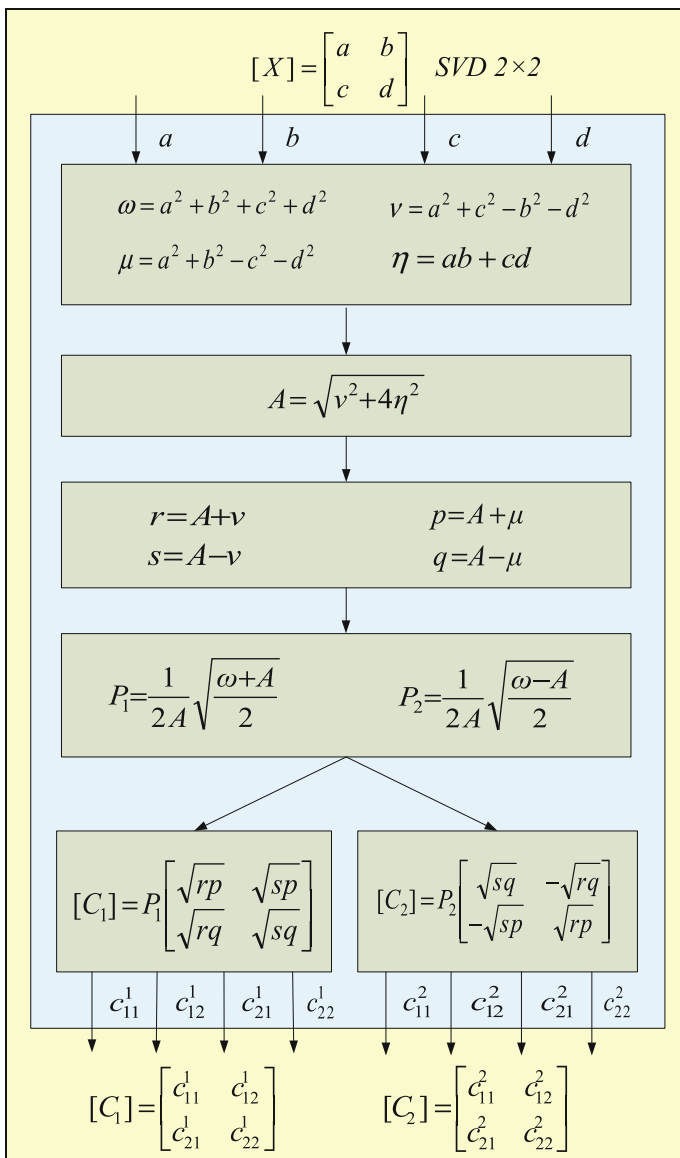 [X] = [a b; c d] SVD 2×2
a b c d
ω = a² + b² + c² + d² ν = a² + c² − b² − d²
μ = a² + b² − c² − d² η = ab + cd
A = √(ν² + 4η²)
r = A + ν p = A + μ
s = A − ν q = A − μ
P₁ = 1/(2A) √((ω + A)/2) P₂ = 1/(2A) √((ω − A)/2)
[C₁] = P₁ [√rp √sp; √rq √sq] [C₂] = P₂ [√sq −√rq; −√sp √rp]
c¹₁₁ c¹₁₂ c¹₂₁ c¹₂₂ c²₁₁ c²₁₂ c²₂₁ c²₂₂
[C₁] = [c¹₁₁ c¹₁₂; c¹₂₁ c¹₂₂] [C₂] = [c²₁₁ c²₁₂; c²₂₁ c²₂₂]